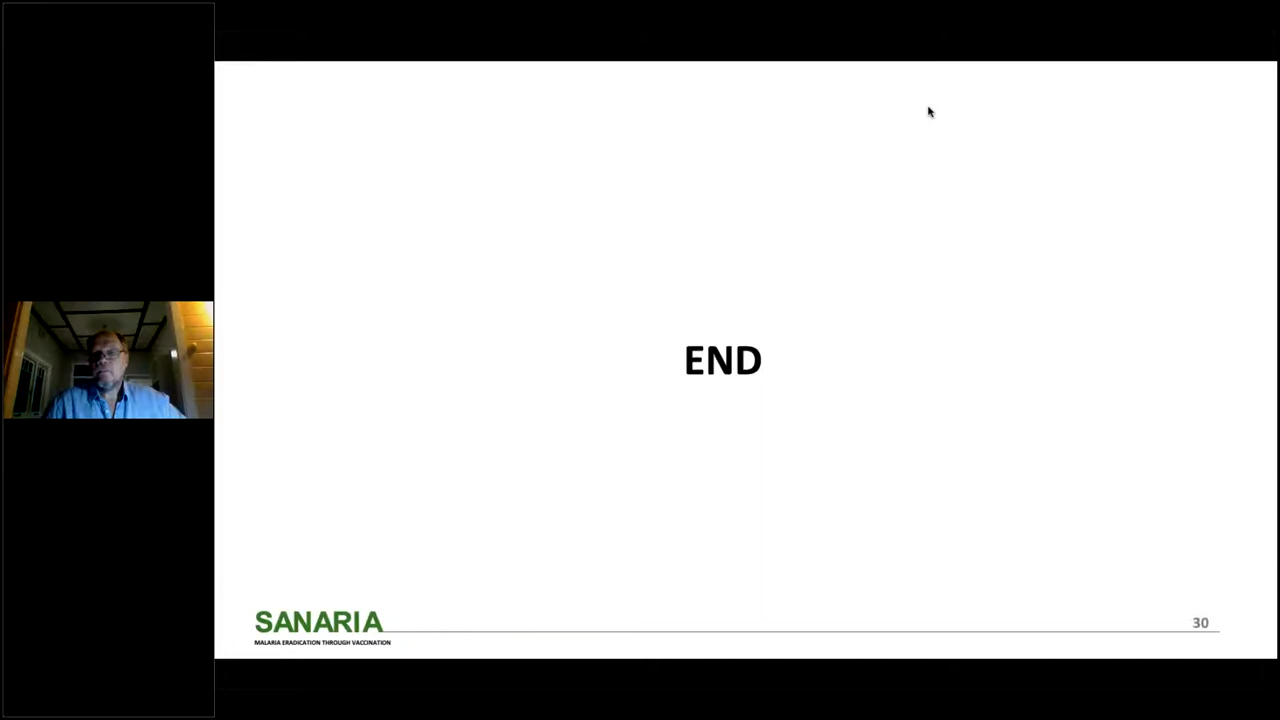 END
SANARIA
MALARIA ERADICATION THROUGH VACCINATION
30